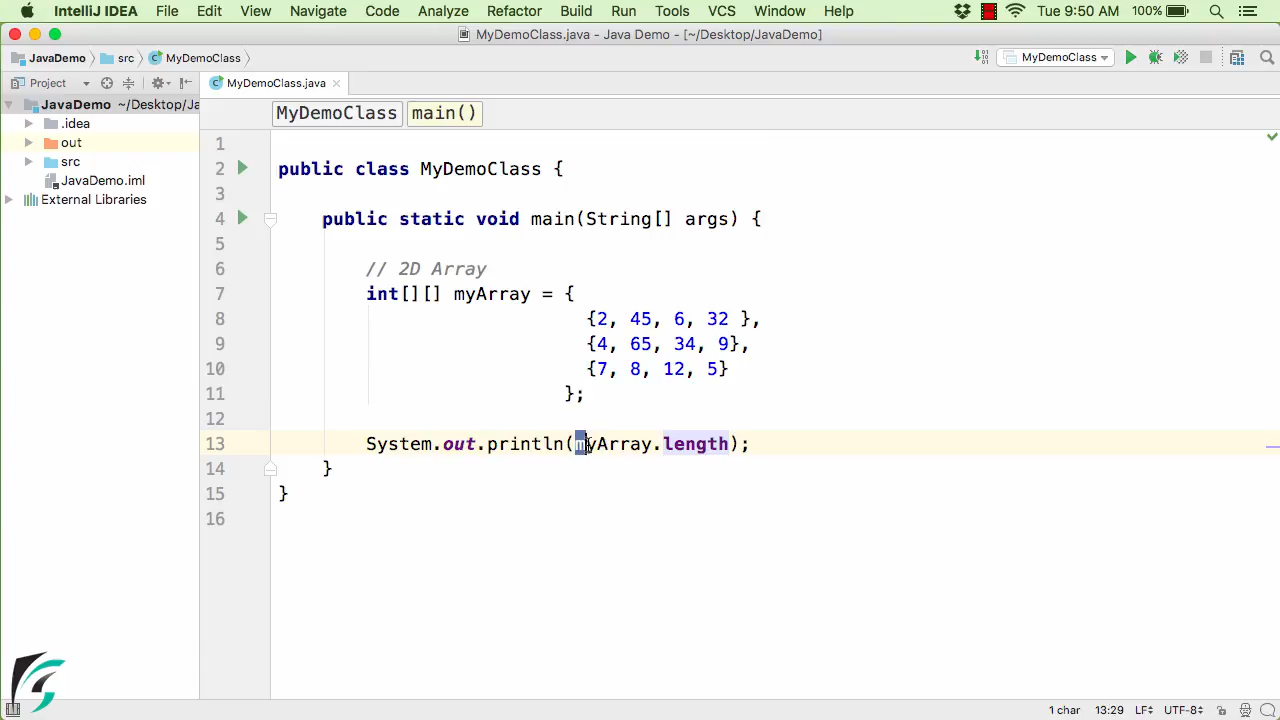 IntelliJ IDEA File Edit View Navigate Code Analyze Refactor Build Run Tools VCS Window Help Tue 9:50 AM 100%
MyDemoClass.java - Java Demo - [~/Desktop/JavaDemo]
JavaDemo src MyDemoClass MyDemoClass
Project MyDemoClass.java
JavaDemo ~/Desktop/Ja
.idea
out
src
JavaDemo.iml
External Libraries
MyDemoClass main()
1
2 public class MyDemoClass {
3
4 public static void main(String[] args) {
5
6 // 2D Array
7 int[][] myArray = {
8 {2, 45, 6, 32 },
9 {4, 65, 34, 9},
10 {7, 8, 12, 5}
11 };
12
13 System.out.println(myArray.length);
14 }
15 }
16
1 char 13:29 LF UTF-8